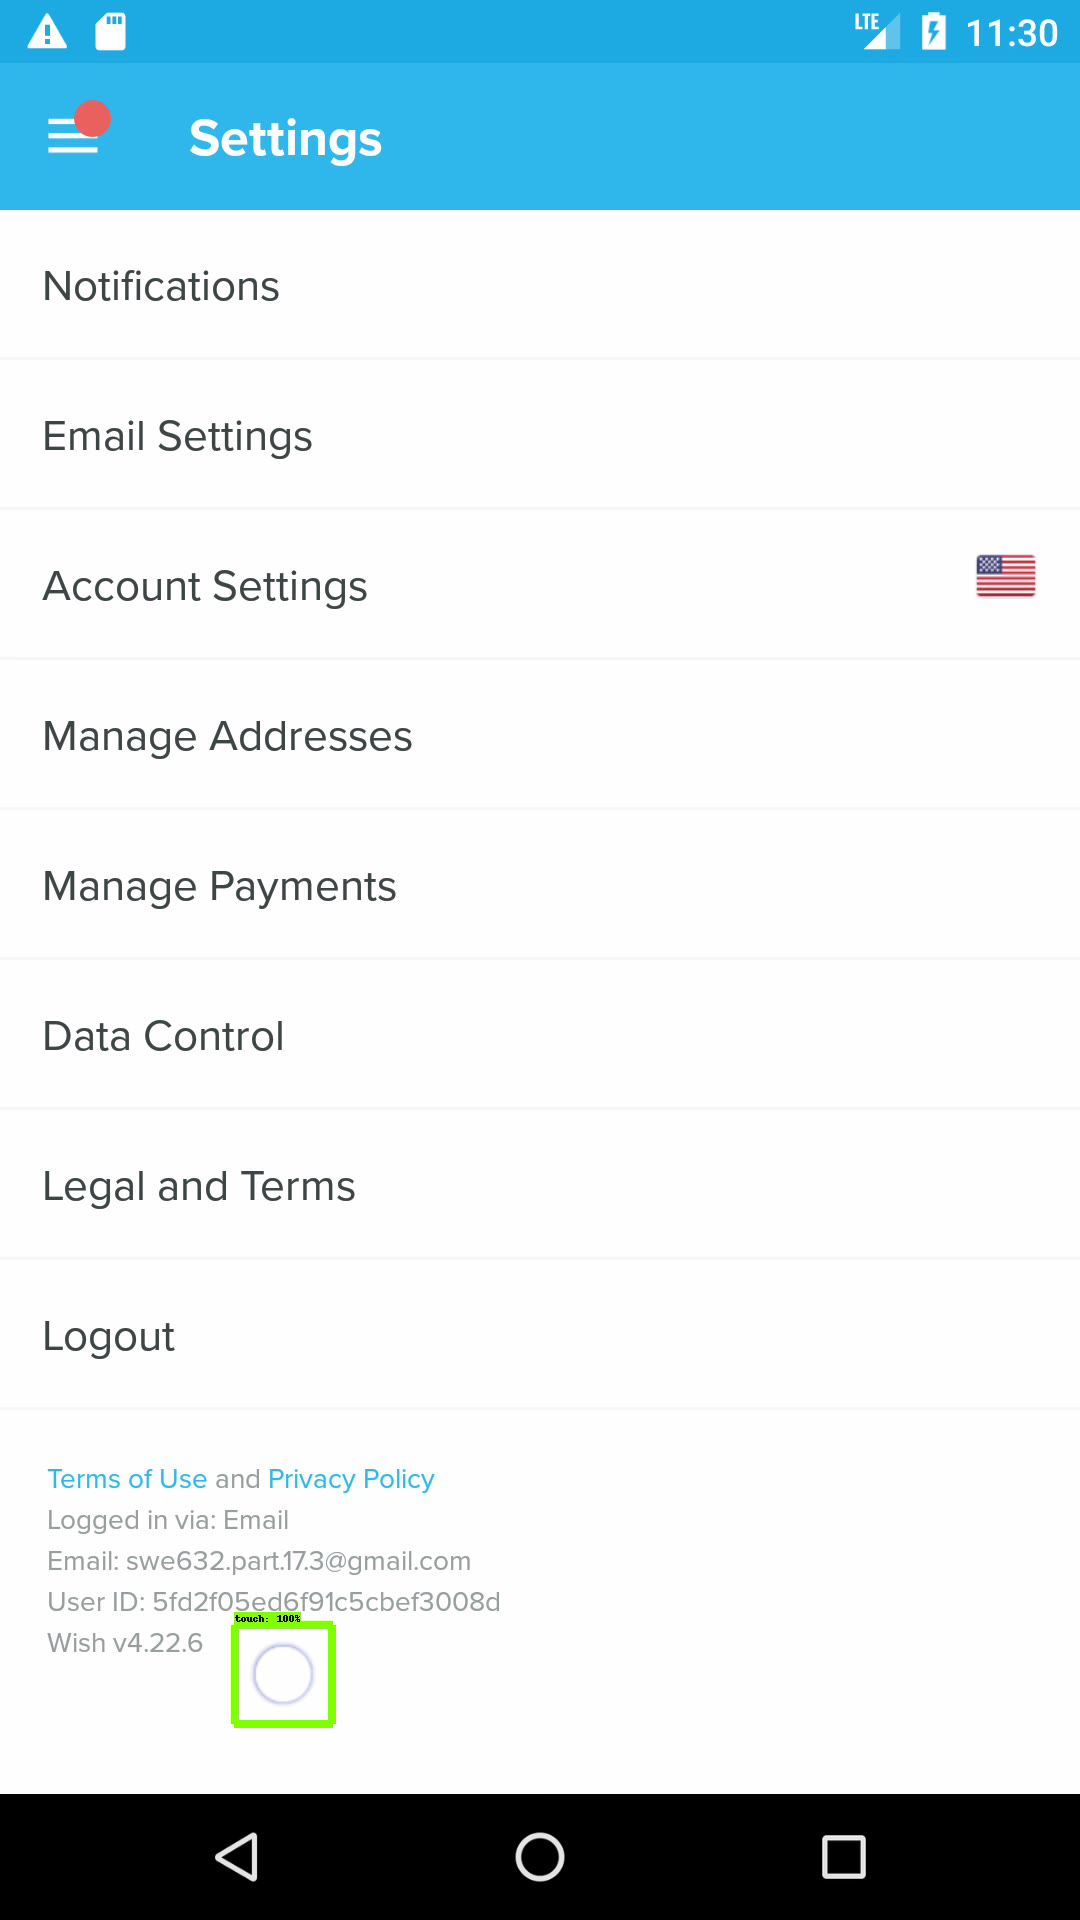 LTE 11:30
Settings
Notifications
Email Settings
Account Settings
Manage Addresses
Manage Payments
Data Control
Legal and Terms
Logout
Terms of Use and Privacy Policy
Logged in via: Email
Email: swe632.part.17.3@gmail.com
User ID: 5fd2f05ed6f91c5cbef3008d
touch: 100%
Wish v4.22.6